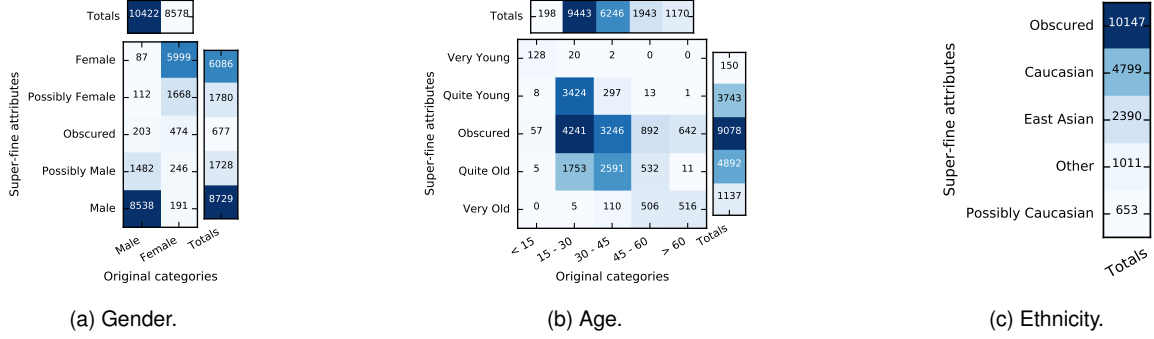 Totals 10422 8578
Female 87 5999 6086
Possibly Female 112 1668 1780
Obscured 203 474 677
Possibly Male 1482 246 1728
Male 8538 191 8729
Super-fine attributes
Male Female Totals
Original categories
(a) Gender.
Totals 198 9443 6246 1943 1170
Very Young 128 20 2 0 0 150
Quite Young 8 3424 297 13 1 3743
Obscured 57 4241 3246 892 642 9078
Quite Old 5 1753 2591 532 11 4892
Very Old 0 5 110 506 516 1137
Super-fine attributes
< 15 15 - 30 30 - 45 45 - 60 > 60 Totals
Original categories
(b) Age.
Obscured 10147
Caucasian 4799
East Asian 2390
Other 1011
Possibly Caucasian 653
Super-fine attributes
Totals
(c) Ethnicity.